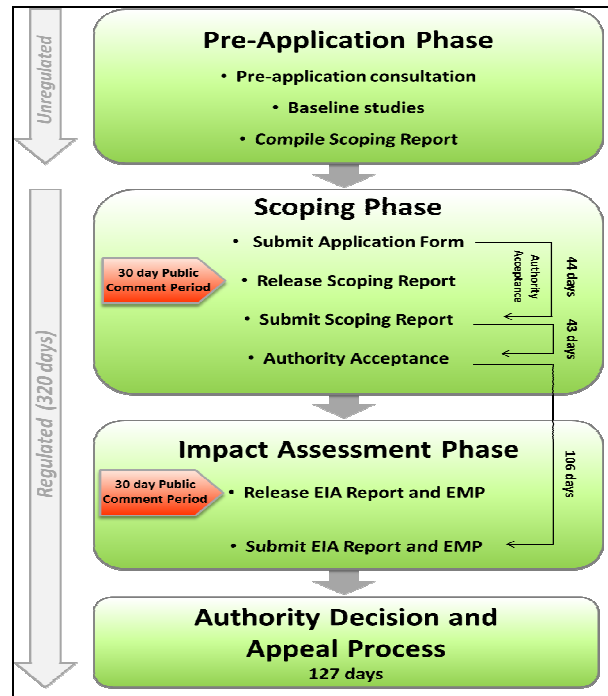 Unregulated
Pre-Application Phase
• Pre-application consultation
• Baseline studies
• Compile Scoping Report
Regulated (320 days)
Scoping Phase
• Submit Application Form
30 day Public
Comment Period
• Release Scoping Report
• Submit Scoping Report
• Authority Acceptance
Authority
Acceptance
44 days
43 days
106 days
Impact Assessment Phase
30 day Public
Comment Period
• Release EIA Report and EMP
• Submit EIA Report and EMP
Authority Decision and
Appeal Process
127 days